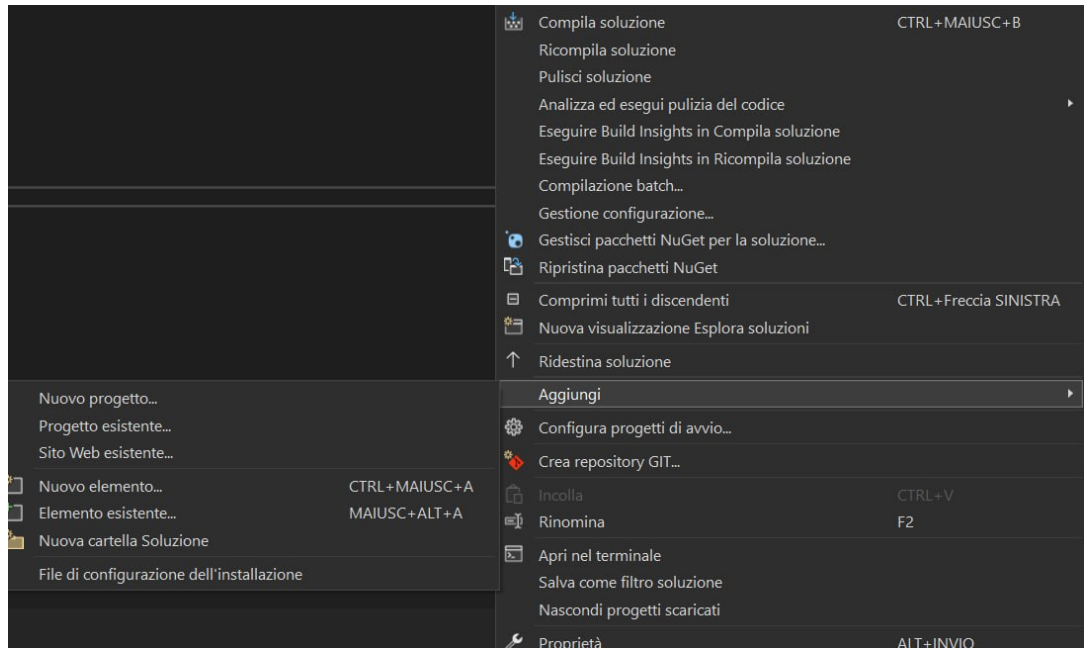 Compila soluzione CTRL+MAIUSC+B
Ricompila soluzione
Pulisci soluzione
Analizza ed esegui pulizia del codice
Eseguire Build Insights in Compila soluzione
Eseguire Build Insights in Ricompila soluzione
Compilazione batch...
Gestione configurazione...
Gestisci pacchetti NuGet per la soluzione...
Ripristina pacchetti NuGet
Comprimi tutti i discendenti CTRL+Freccia SINISTRA
Nuova visualizzazione Esplora soluzioni
Ridestina soluzione
Aggiungi
Configura progetti di avvio...
Crea repository GIT...
Incolla CTRL+V
Rinomina F2
Apri nel terminale
Salva come filtro soluzione
Nascondi progetti scaricati
Proprietà ALT+INVIO
Nuovo progetto...
Progetto esistente...
Sito Web esistente...
Nuovo elemento... CTRL+MAIUSC+A
Elemento esistente... MAIUSC+ALT+A
Nuova cartella Soluzione
File di configurazione dell'installazione